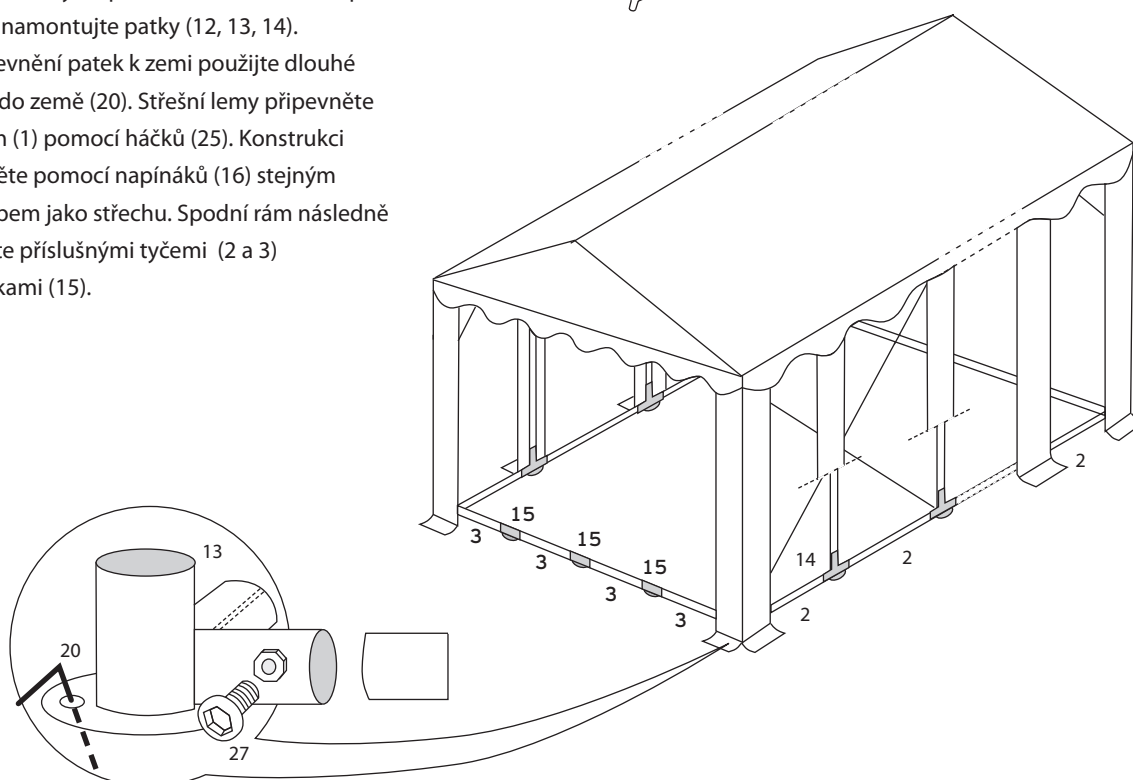 namontujte patky (12, 13, 14).
evnění patek k zemi použijte dlouhé
do země (20). Střešní lemy připevněte
(1) pomocí háčků (25). Konstrukci
ěte pomocí napínáků (16) stejným
bem jako střechu. Spodní rám následně
te příslušnými tyčemi (2 a 3)
kami (15).
2
15
3
15
3
15
3
3
14
2
2
13
20
27